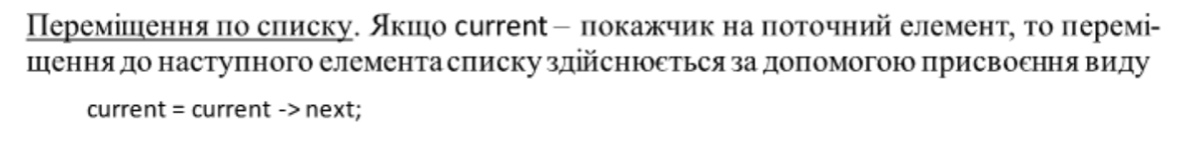 Переміщення по списку. Якщо current – покажчик на поточний елемент, то перемі-
щення до наступного елемента списку здійснюється за допомогою присвоєння виду
current = current -> next;